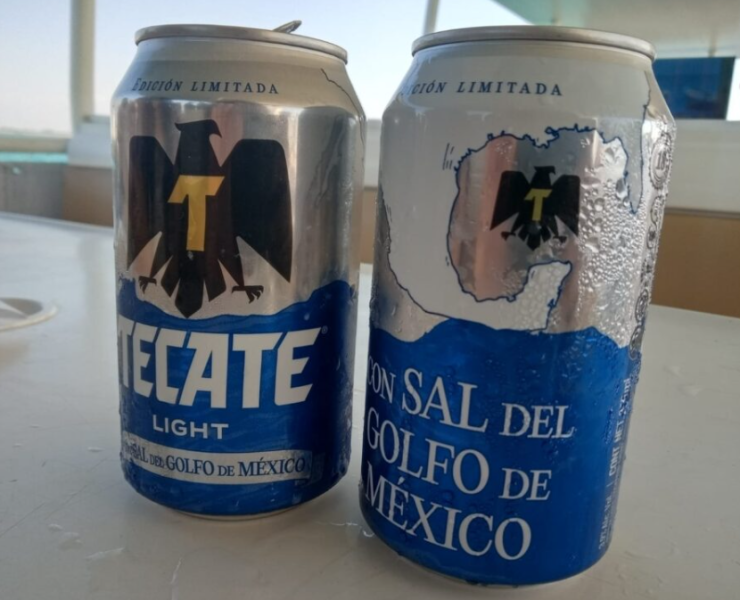 EDICIÓN LIMITADA
T
TECATE
LIGHT
CON SAL DEL GOLFO DE MÉXICO
EDICIÓN LIMITADA
T
CON SAL DEL
GOLFO DE
MÉXICO